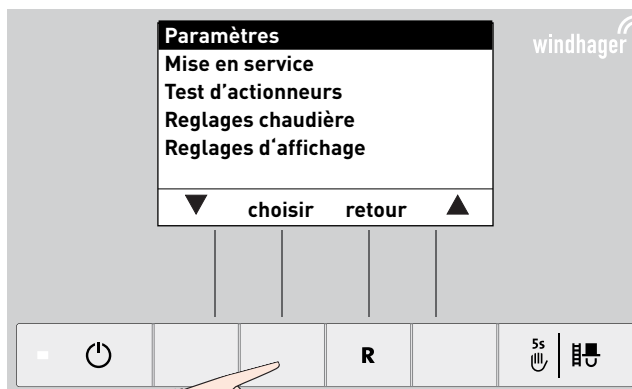 Paramètres
windhager
Mise en service
Test d’actionneurs
Reglages chaudière
Reglages d‘affichage
▼ choisir retour ▲
R
5s